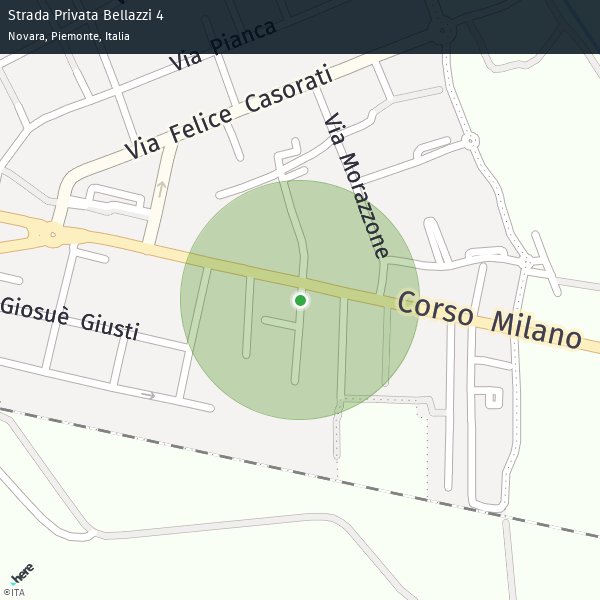 Strada Privata Bellazzi 4
Novara, Piemonte, Italia
Via Pianca
Via Felice Casorati
Via Morazzone
Giosuè Giusti
Corso Milano
here
©ITA